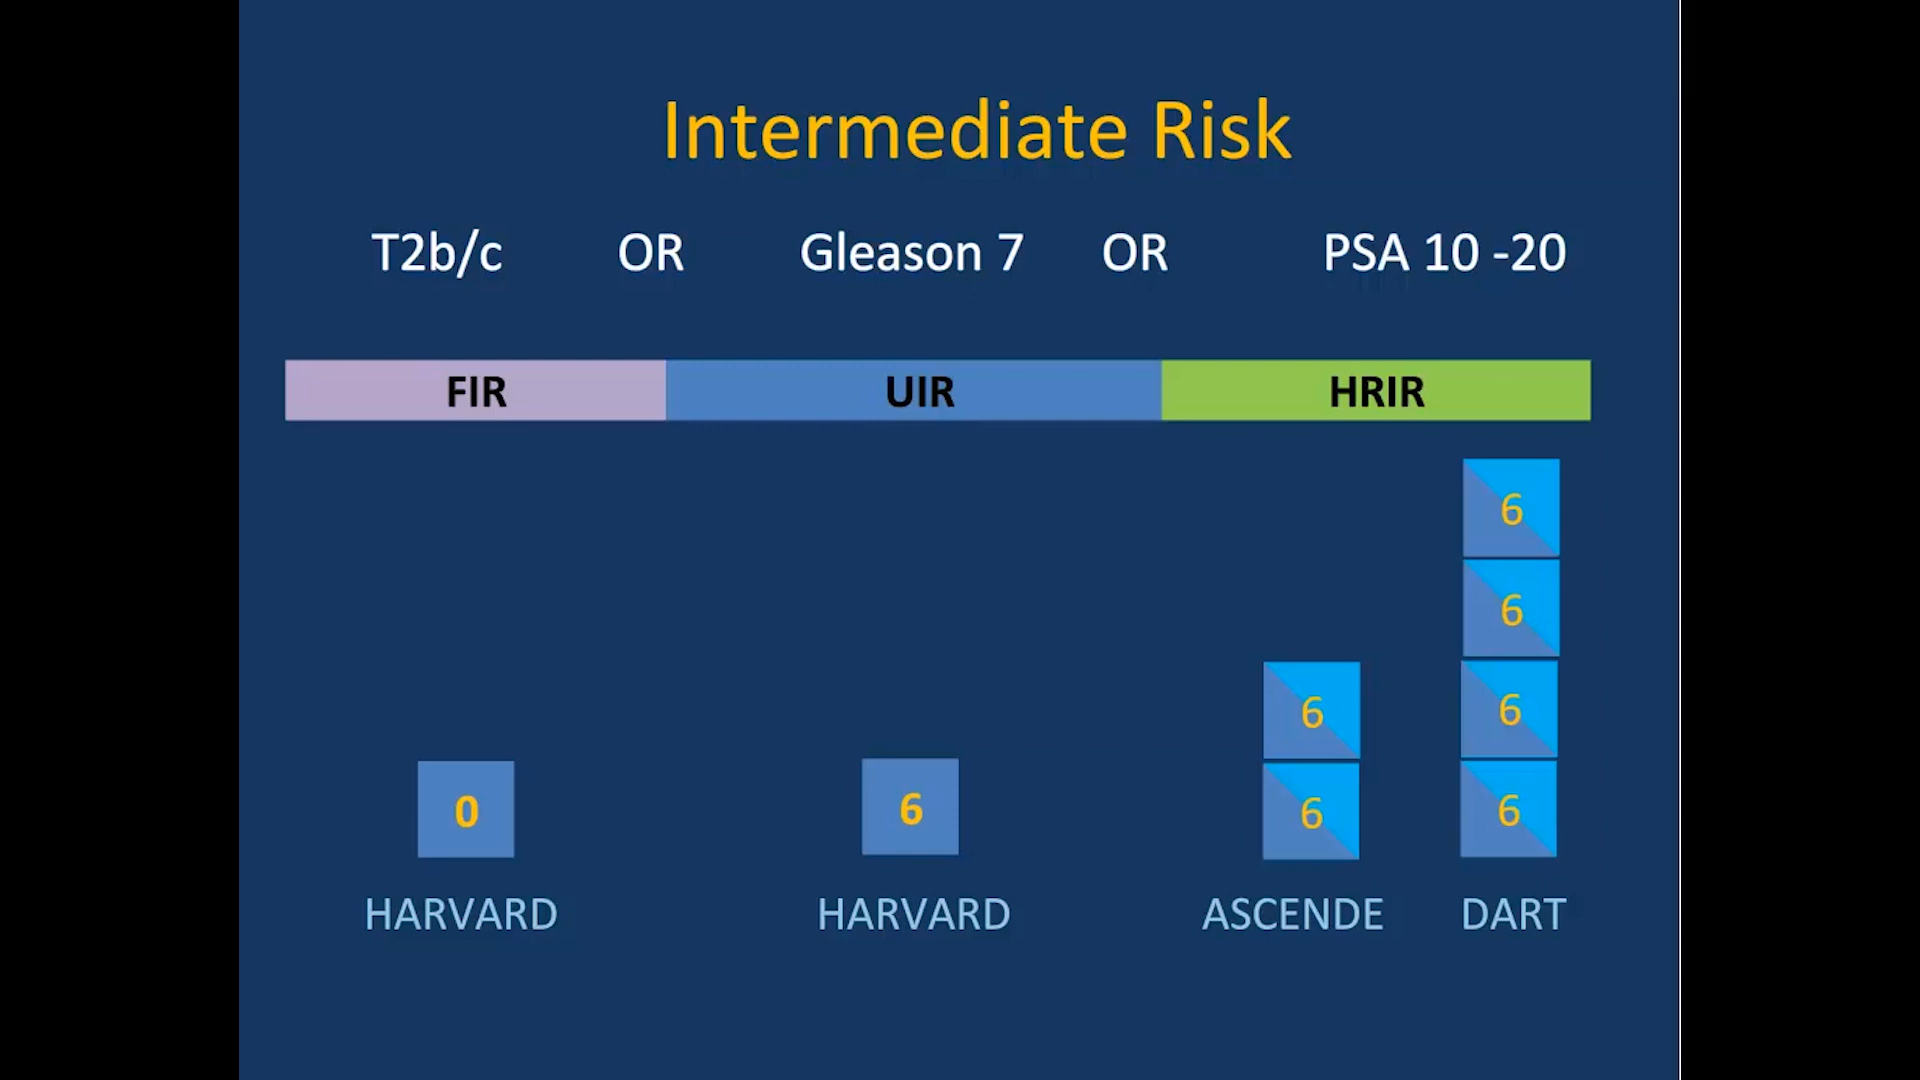 Intermediate Risk
T2b/c OR Gleason 7 OR PSA 10 -20
FIR UIR HRIR
6
6
6 6
0 6 6 6
HARVARD HARVARD ASCENDE DART